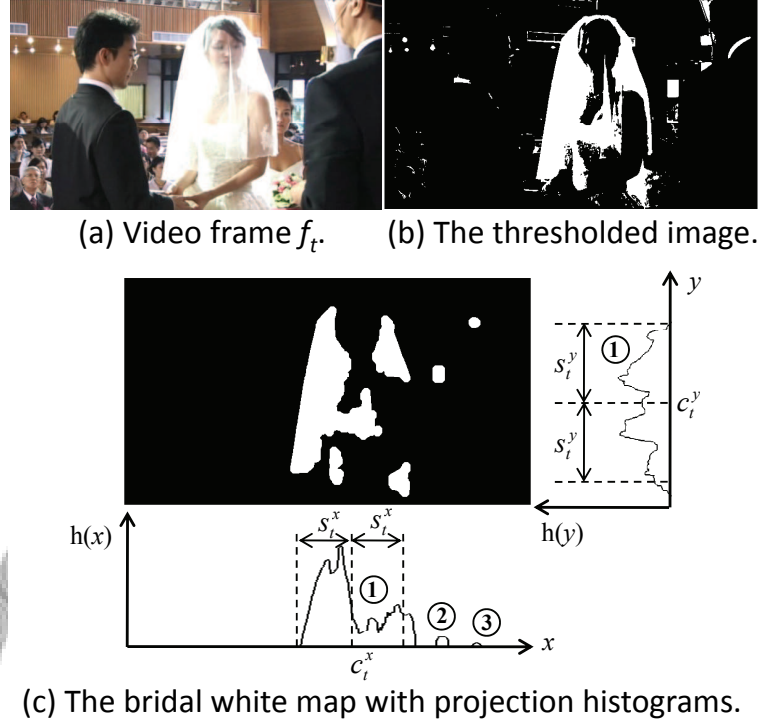 (a) Video frame f_t.
(b) The thresholded image.
y
①
s_t^y
c_t^y
s_t^y
h(y)
h(x)
s_t^x
s_t^x
①
②
③
x
c_t^x
(c) The bridal white map with projection histograms.